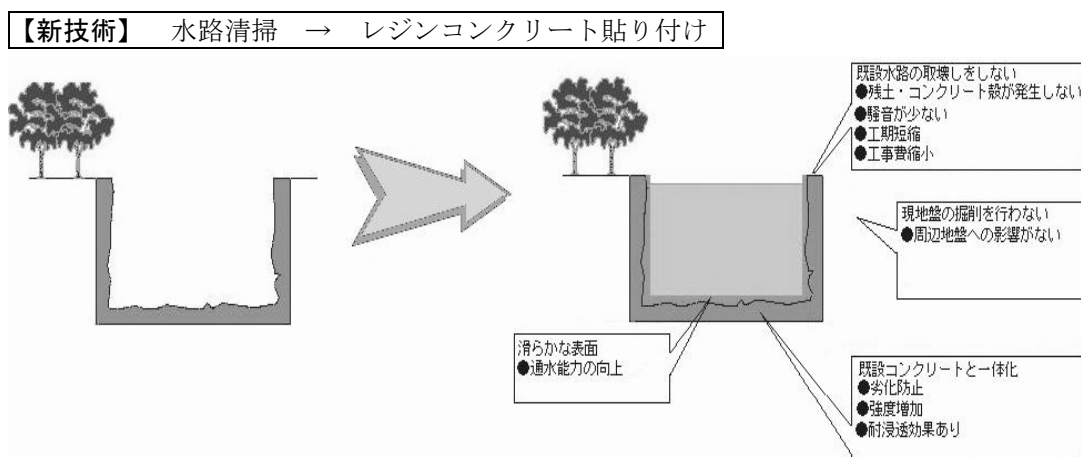 【新技術】 水路清掃 → レジンコンクリート貼り付け
既設水路の取壊しをしない
●残土・コンクリート殻が発生しない
●騒音が少ない
●工期短縮
●工事費縮小
現地盤の掘削を行わない
●周辺地盤への影響がない
滑らかな表面
●通水能力の向上
既設コンクリートと一体化
●劣化防止
●強度増加
●耐浸透効果あり